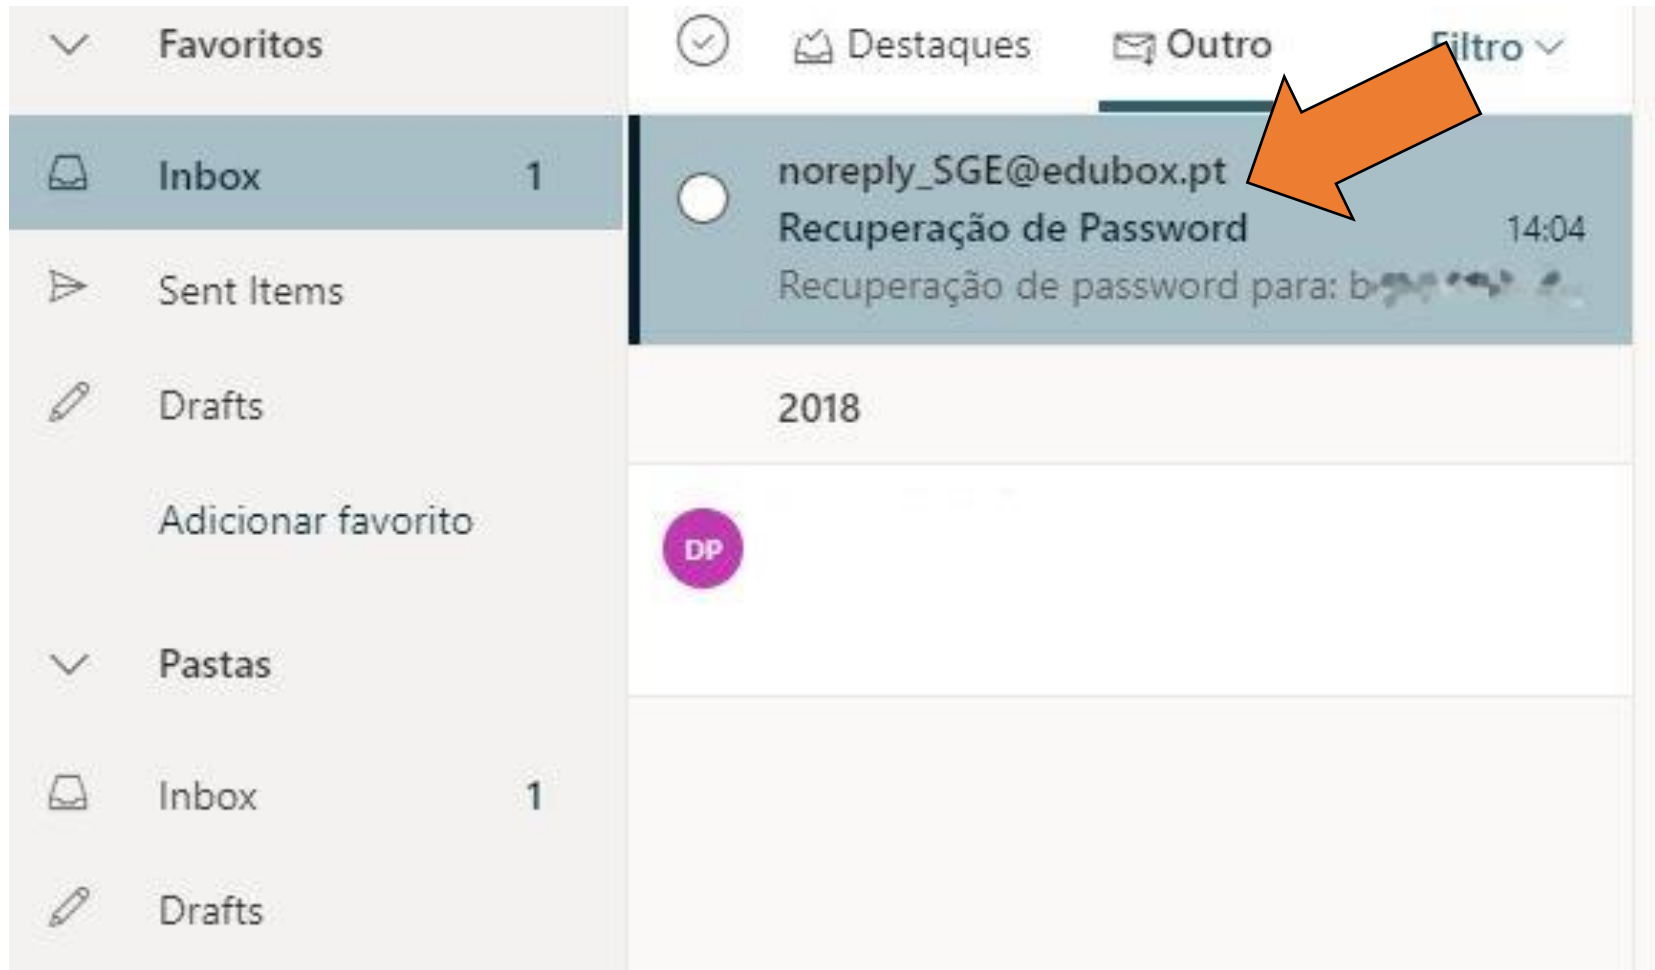 Favoritos
Inbox 1
Sent Items
Drafts
Adicionar favorito
Pastas
Inbox 1
Drafts
Destaques Outro Filtro
noreply_SGE@edubox.pt
Recuperação de Password 14:04
Recuperação de password para:
2018
DP